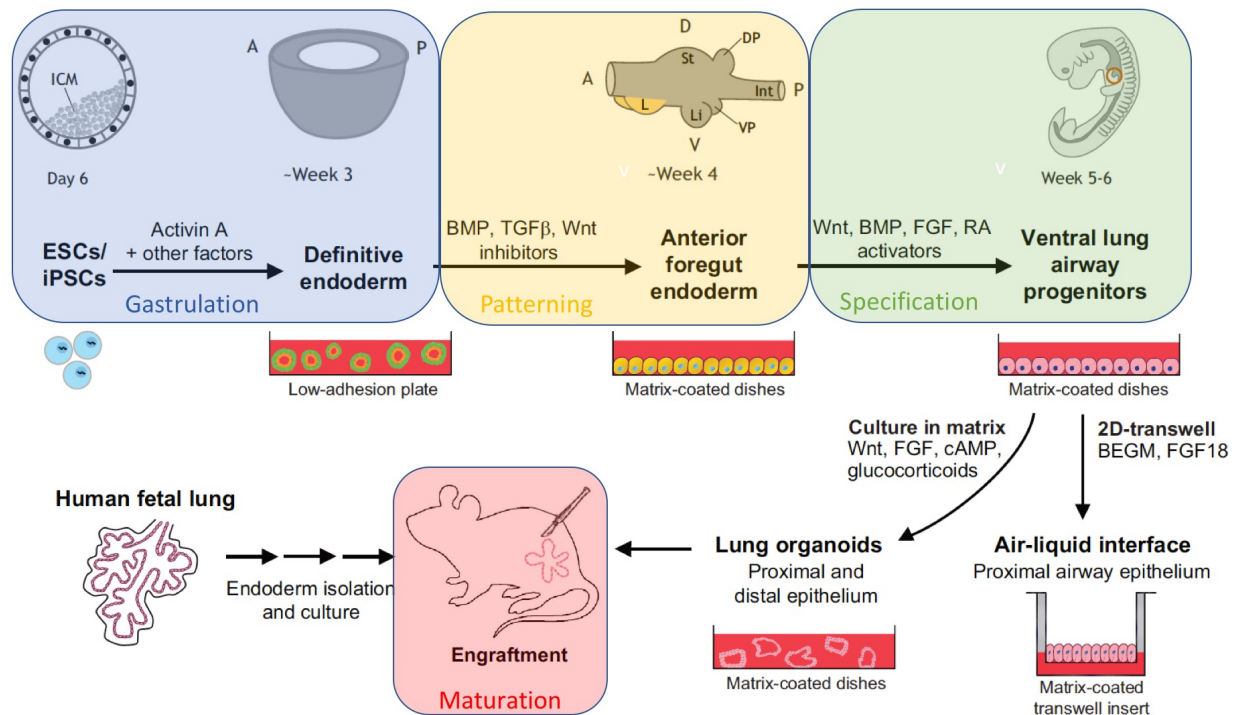 ICM
Day 6
A
P
~Week 3
D
DP
St
A
Int
P
L
Li
VP
V
V
~Week 4
V
Week 5-6
ESCs/
iPSCs
Activin A
+ other factors
Gastrulation
Definitive
endoderm
BMP, TGFβ, Wnt
inhibitors
Patterning
Anterior
foregut
endoderm
Wnt, BMP, FGF, RA
activators
Specification
Ventral lung
airway
progenitors
Low-adhesion plate
Matrix-coated dishes
Matrix-coated dishes
Culture in matrix
Wnt, FGF, cAMP,
glucocorticoids
2D-transwell
BEGM, FGF18
Human fetal lung
Endoderm isolation
and culture
Engraftment
Maturation
Lung organoids
Proximal and
distal epithelium
Matrix-coated dishes
Air-liquid interface
Proximal airway epithelium
Matrix-coated
transwell insert